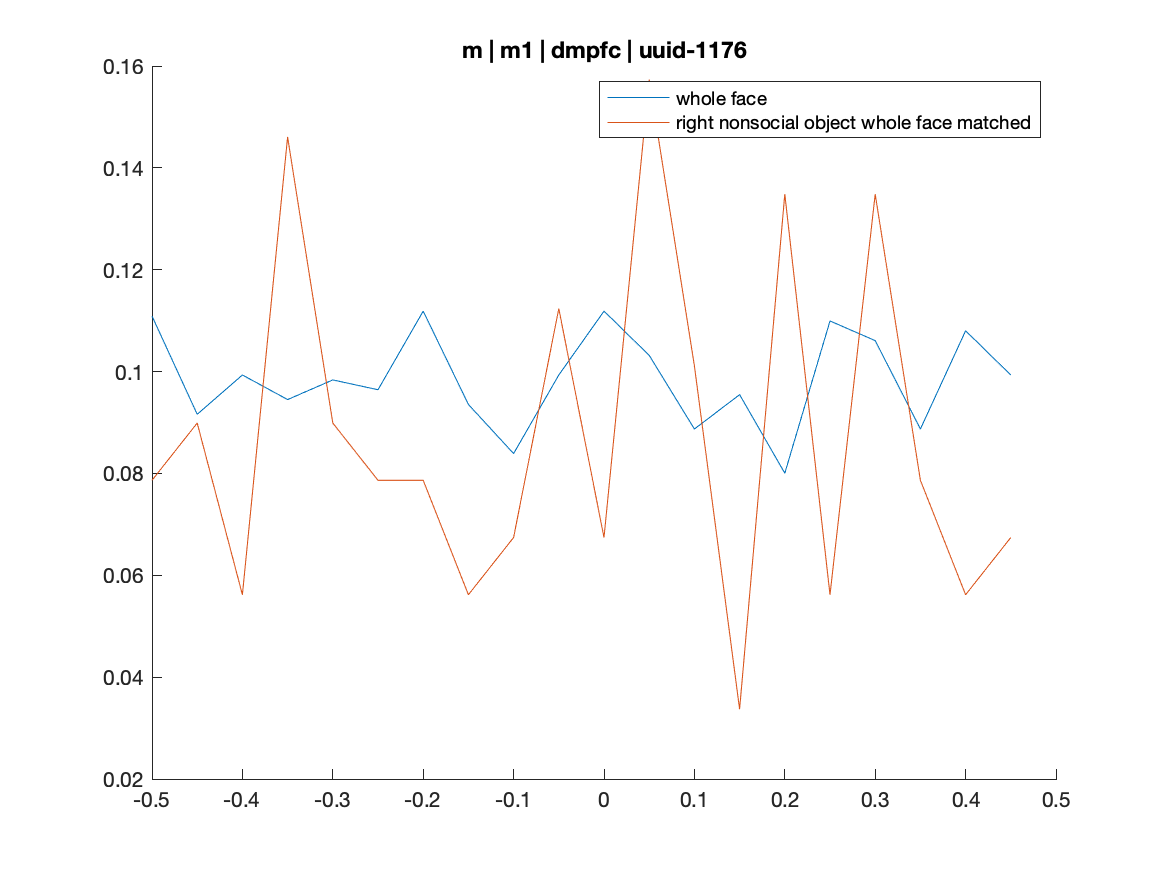 m | m1 | dmpfc | uuid-1176
whole face
right nonsocial object whole face matched
0.16
0.14
0.12
0.1
0.08
0.06
0.04
0.02
-0.5 -0.4 -0.3 -0.2 -0.1 0 0.1 0.2 0.3 0.4 0.5